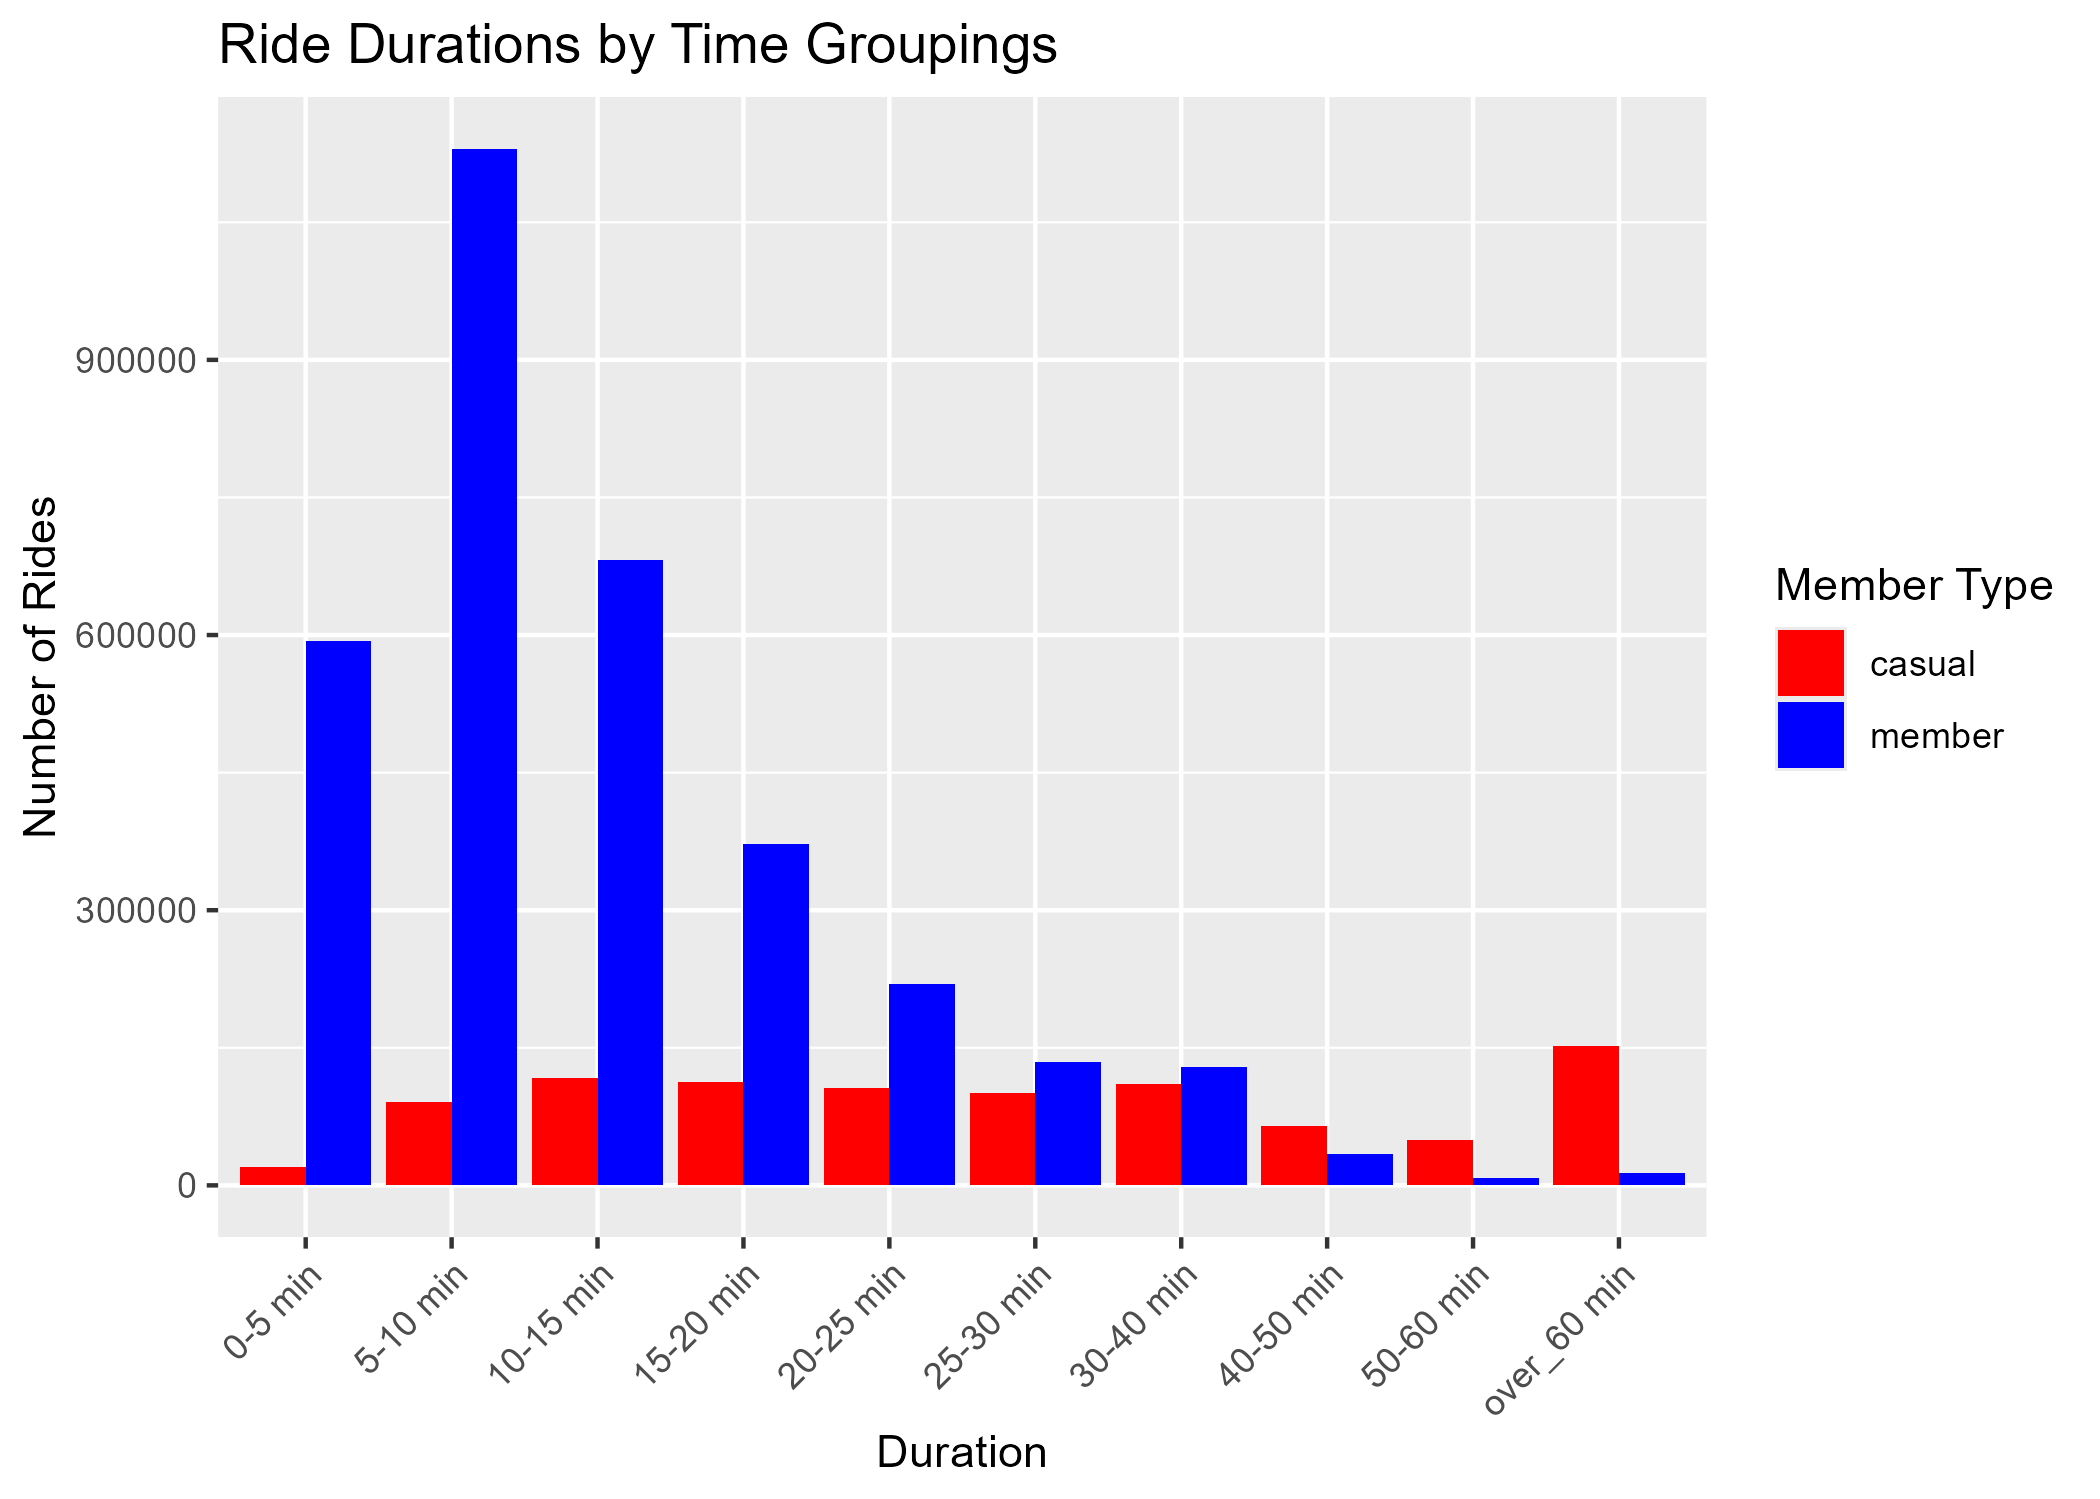 Ride Durations by Time Groupings
Number of Rides
900000
600000
300000
0
0-5 min
5-10 min
10-15 min
15-20 min
20-25 min
25-30 min
30-40 min
40-50 min
50-60 min
over_60 min
Duration
Member Type
casual
member